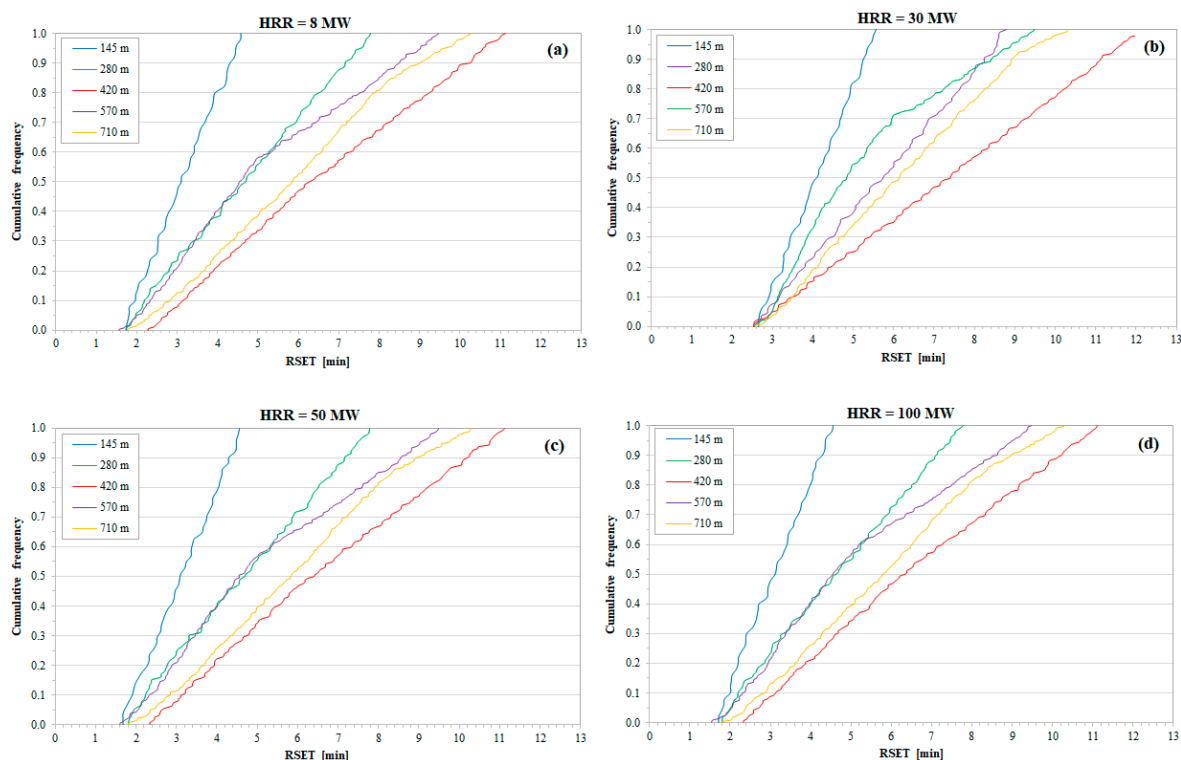 HRR = 8 MW
(a)
145 m
280 m
420 m
570 m
710 m
Cumulative frequency
1.0
0.9
0.8
0.7
0.6
0.5
0.4
0.3
0.2
0.1
0.0
0 1 2 3 4 5 6 7 8 9 10 11 12 13
RSET [min]
HRR = 30 MW
(b)
145 m
280 m
420 m
570 m
710 m
Cumulative frequency
1.0
0.9
0.8
0.7
0.6
0.5
0.4
0.3
0.2
0.1
0.0
0 1 2 3 4 5 6 7 8 9 10 11 12 13
RSET [min]
HRR = 50 MW
(c)
145 m
280 m
420 m
570 m
710 m
Cumulative frequency
1.0
0.9
0.8
0.7
0.6
0.5
0.4
0.3
0.2
0.1
0.0
0 1 2 3 4 5 6 7 8 9 10 11 12 13
RSET [min]
HRR = 100 MW
(d)
145 m
280 m
420 m
570 m
710 m
Cumulative frequency
1.0
0.9
0.8
0.7
0.6
0.5
0.4
0.3
0.2
0.1
0.0
0 1 2 3 4 5 6 7 8 9 10 11 12 13
RSET [min]